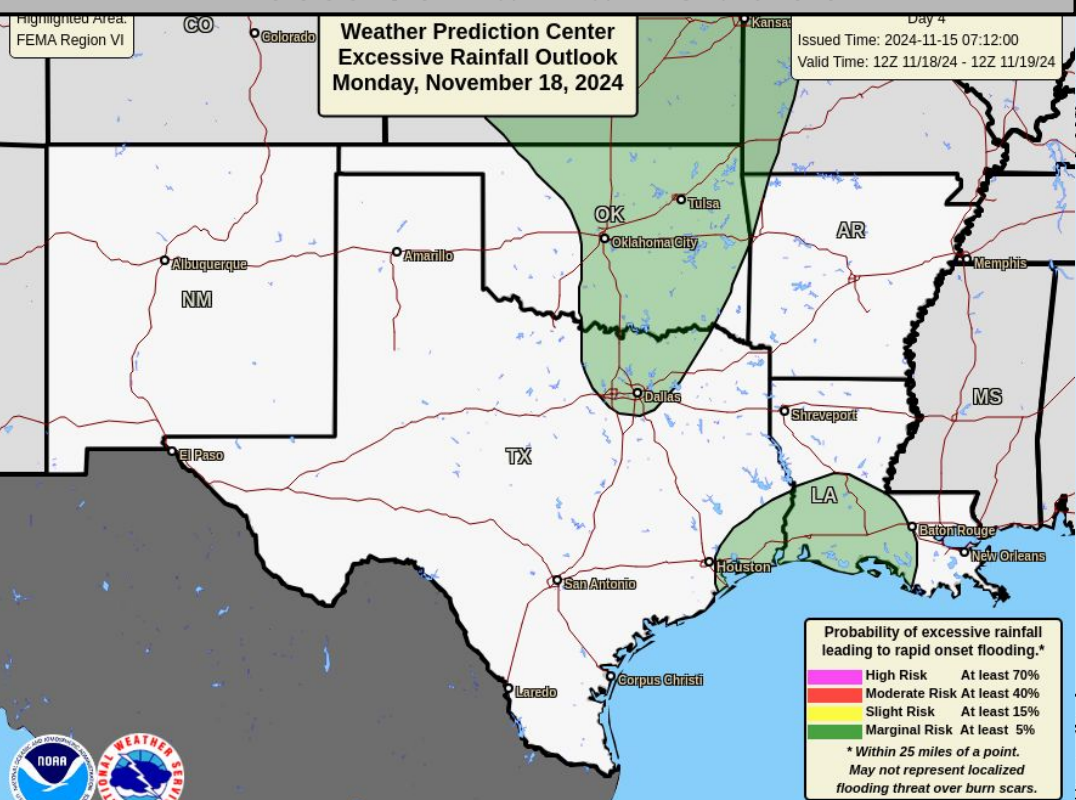 Highlighted Area:
FEMA Region VI
Weather Prediction Center
Excessive Rainfall Outlook
Monday, November 18, 2024
Day 4
Issued Time: 2024-11-15 07:12:00
Valid Time: 12Z 11/18/24 - 12Z 11/19/24
CO
Colorado
Kansas
OK
Tulsa
Oklahoma City
AR
Memphis
Albuquerque
Amarillo
NM
Dallas
Shreveport
MS
El Paso
TX
LA
Baton Rouge
New Orleans
Houston
San Antonio
Corpus Christi
Laredo
Probability of excessive rainfall
leading to rapid onset flooding.*
High Risk At least 70%
Moderate Risk At least 40%
Slight Risk At least 15%
Marginal Risk At least 5%
* Within 25 miles of a point.
May not represent localized
flooding threat over burn scars.
NOAA